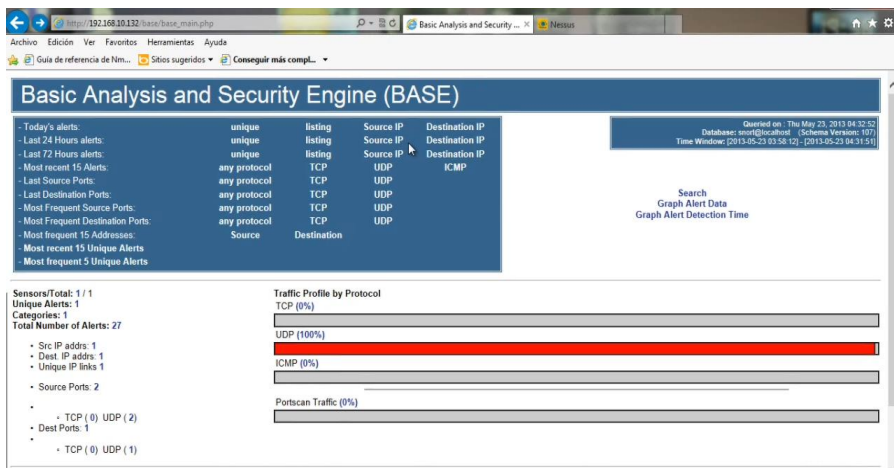 http://192.168.10.132/base/base_main.php
Basic Analysis and Security ...
Nessus
Archivo Edición Ver Favoritos Herramientas Ayuda
Guía de referencia de Nm... Sitios sugeridos Conseguir más compl...
Basic Analysis and Security Engine (BASE)
- Today's alerts: unique listing Source IP Destination IP
- Last 24 Hours alerts: unique listing Source IP Destination IP
- Last 72 Hours alerts: unique listing Source IP Destination IP
- Most recent 15 Alerts: any protocol TCP UDP ICMP
- Last Source Ports: any protocol TCP UDP
- Last Destination Ports: any protocol TCP UDP
- Most Frequent Source Ports: any protocol TCP UDP
- Most Frequent Destination Ports: any protocol TCP UDP
- Most frequent 15 Addresses: Source Destination
- Most recent 15 Unique Alerts
- Most frequent 5 Unique Alerts
Queried on : Thu May 23, 2013 04:32:52
Database: snort@localhost (Schema Version: 107)
Time Window: [2013-05-23 03:58:12] - [2013-05-23 04:31:51]
Search
Graph Alert Data
Graph Alert Detection Time
Sensors/Total: 1 / 1
Unique Alerts: 1
Categories: 1
Total Number of Alerts: 27
• Src IP addrs: 1
• Dest. IP addrs: 1
• Unique IP links 1
• Source Ports: 2
• TCP ( 0) UDP ( 2)
• Dest Ports: 1
• TCP ( 0) UDP ( 1)
Traffic Profile by Protocol
TCP (0%)
UDP (100%)
ICMP (0%)
Portscan Traffic (0%)